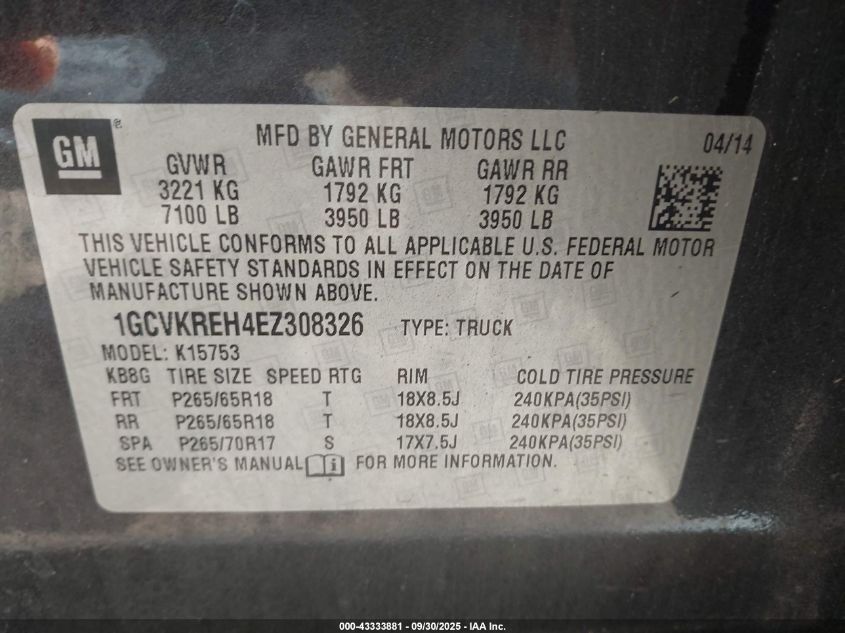 GM ®
MFD BY GENERAL MOTORS LLC 04/14
GVWR GAWR FRT GAWR RR
3221 KG 1792 KG 1792 KG
7100 LB 3950 LB 3950 LB
THIS VEHICLE CONFORMS TO ALL APPLICABLE U.S. FEDERAL MOTOR
VEHICLE SAFETY STANDARDS IN EFFECT ON THE DATE OF
MANUFACTURE SHOWN ABOVE.
1GCVKREH4EZ308326 TYPE: TRUCK
MODEL: K15753
KB8G TIRE SIZE SPEED RTG RIM COLD TIRE PRESSURE
FRT P265/65R18 T 18X8.5J 240KPA(35PSI)
RR P265/65R18 T 18X8.5J 240KPA(35PSI)
SPA P265/70R17 S 17X7.5J 240KPA(35PSI)
SEE OWNER'S MANUAL i FOR MORE INFORMATION.
000-43333881 - 09/30/2025 - IAA Inc.